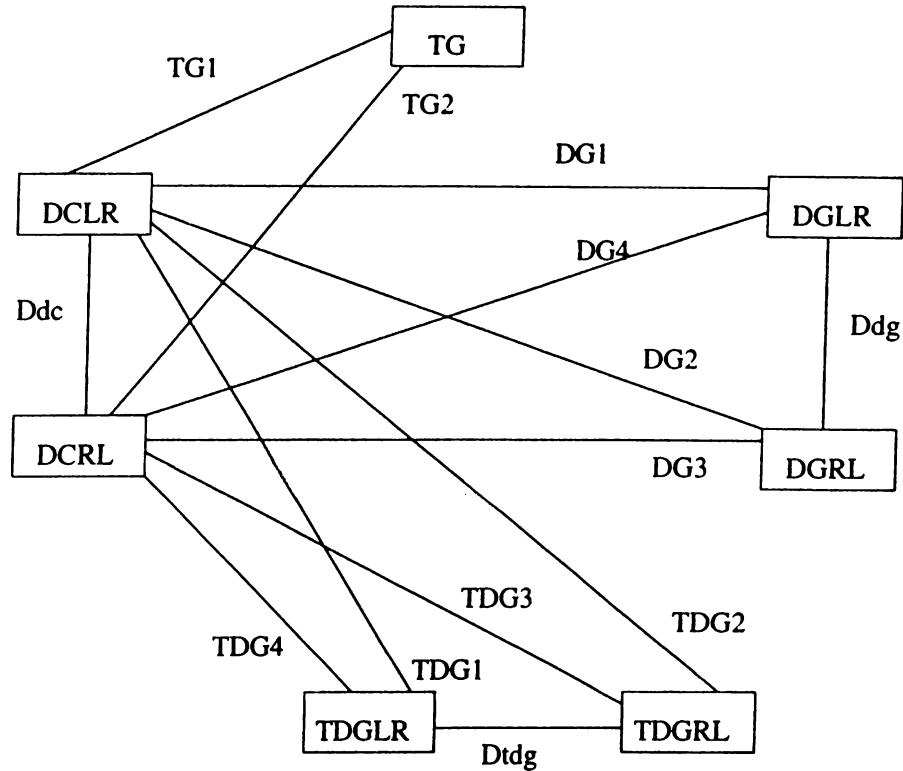 TG
TG1
TG2
DG1
DCLR
DGLR
DG4
Ddc
Ddg
DG2
DCRL
DG3
DGRL
TDG3
TDG2
TDG4
TDG1
TDGLR
TDGRL
Dtdg